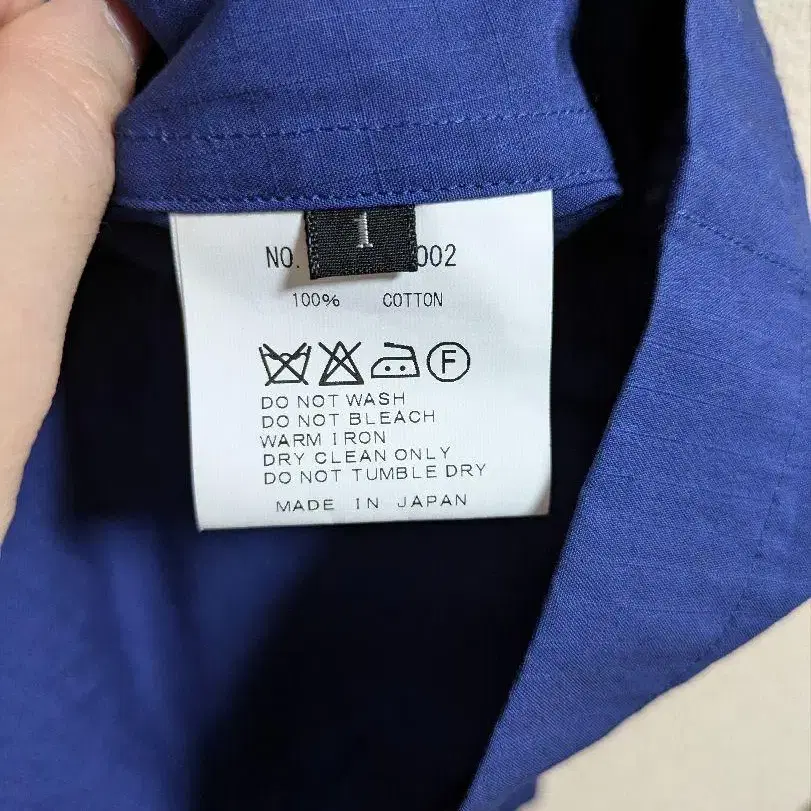 1
NO. 002
100% COTTON
F
DO NOT WASH
DO NOT BLEACH
WARM IRON
DRY CLEAN ONLY
DO NOT TUMBLE DRY
MADE IN JAPAN